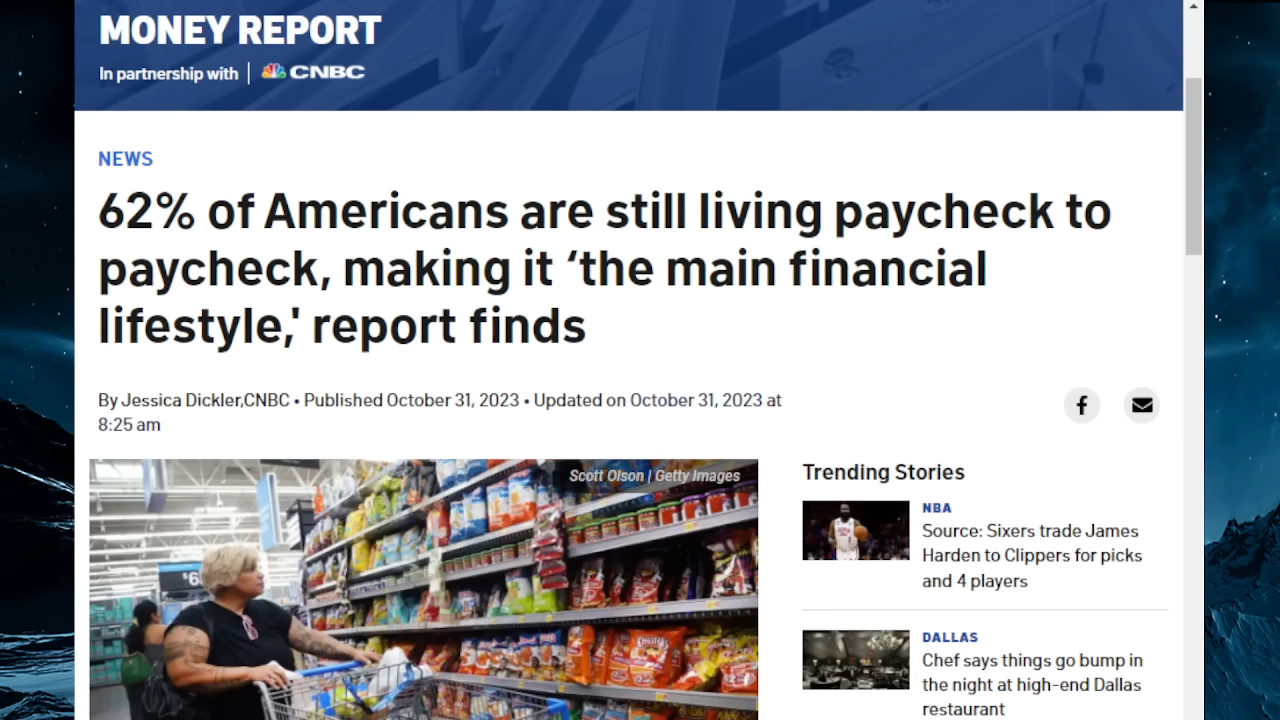 MONEY REPORT
In partnership with | CNBC
NEWS
62% of Americans are still living paycheck to
paycheck, making it ‘the main financial
lifestyle,' report finds
By Jessica Dickler,CNBC • Published October 31, 2023 • Updated on October 31, 2023 at
8:25 am
Scott Olson | Getty Images
$6
Trending Stories
NBA
Source: Sixers trade James
Harden to Clippers for picks
and 4 players
DALLAS
Chef says things go bump in
the night at high-end Dallas
restaurant